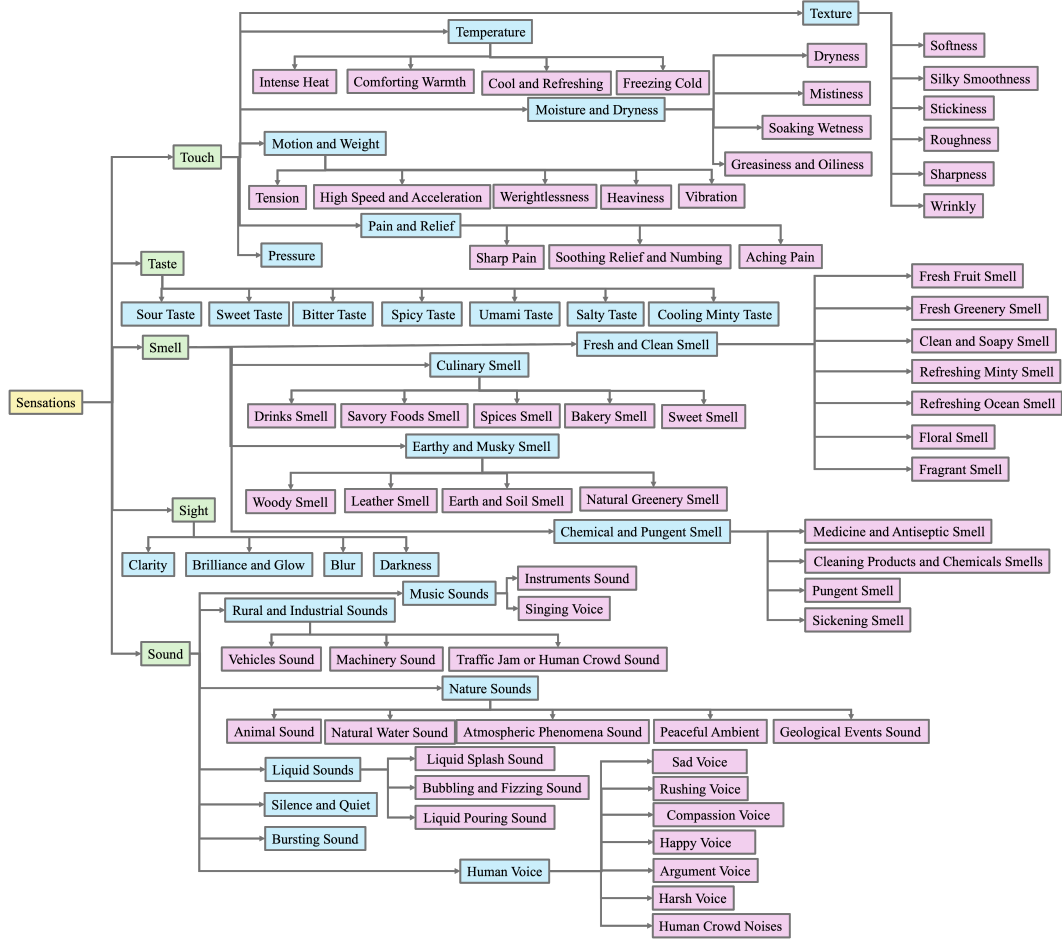 Texture
Temperature
Softness
Dryness
Intense Heat
Comforting Warmth
Cool and Refreshing
Freezing Cold
Silky Smoothness
Mistiness
Moisture and Dryness
Stickiness
Soaking Wetness
Motion and Weight
Roughness
Touch
Greasiness and Oiliness
Sharpness
Tension
High Speed and Acceleration
Werightlessness
Heaviness
Vibration
Wrinkly
Pain and Relief
Pressure
Sharp Pain
Soothing Relief and Numbing
Aching Pain
Taste
Fresh Fruit Smell
Sour Taste
Sweet Taste
Bitter Taste
Spicy Taste
Umami Taste
Salty Taste
Cooling Minty Taste
Fresh Greenery Smell
Smell
Fresh and Clean Smell
Clean and Soapy Smell
Culinary Smell
Refreshing Minty Smell
Sensations
Refreshing Ocean Smell
Drinks Smell
Savory Foods Smell
Spices Smell
Bakery Smell
Sweet Smell
Floral Smell
Earthy and Musky Smell
Fragrant Smell
Woody Smell
Leather Smell
Earth and Soil Smell
Natural Greenery Smell
Sight
Chemical and Pungent Smell
Medicine and Antiseptic Smell
Clarity
Brilliance and Glow
Blur
Darkness
Cleaning Products and Chemicals Smells
Instruments Sound
Music Sounds
Pungent Smell
Rural and Industrial Sounds
Singing Voice
Sickening Smell
Sound
Vehicles Sound
Machinery Sound
Traffic Jam or Human Crowd Sound
Nature Sounds
Animal Sound
Natural Water Sound
Atmospheric Phenomena Sound
Peaceful Ambient
Geological Events Sound
Liquid Sounds
Liquid Splash Sound
Sad Voice
Bubbling and Fizzing Sound
Rushing Voice
Silence and Quiet
Liquid Pouring Sound
Compassion Voice
Bursting Sound
Happy Voice
Human Voice
Argument Voice
Harsh Voice
Human Crowd Noises